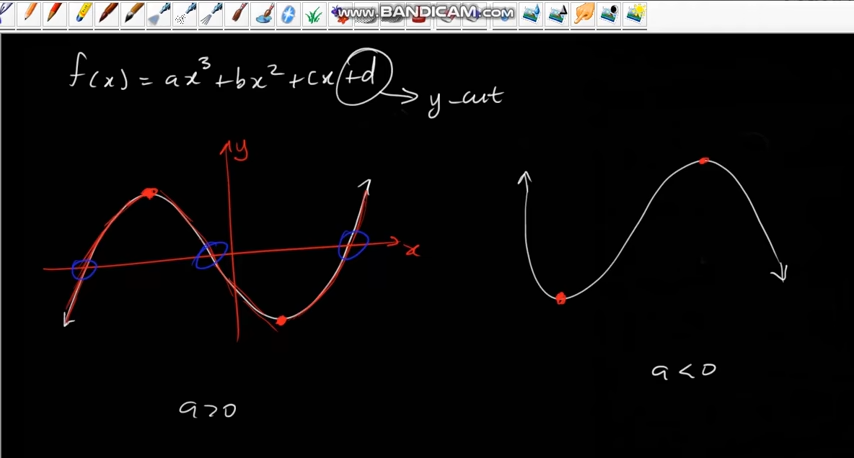 www.BANDICAM.com
f(x) = ax³ + bx² + cx + d
y-cut
y
x
a > 0
a < 0